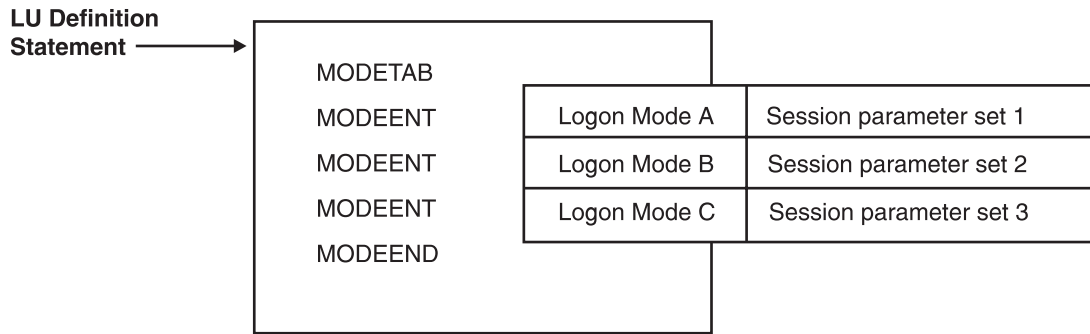 LU Definition
Statement
MODETAB
MODEENT Logon Mode A Session parameter set 1
MODEENT Logon Mode B Session parameter set 2
MODEENT Logon Mode C Session parameter set 3
MODEEND